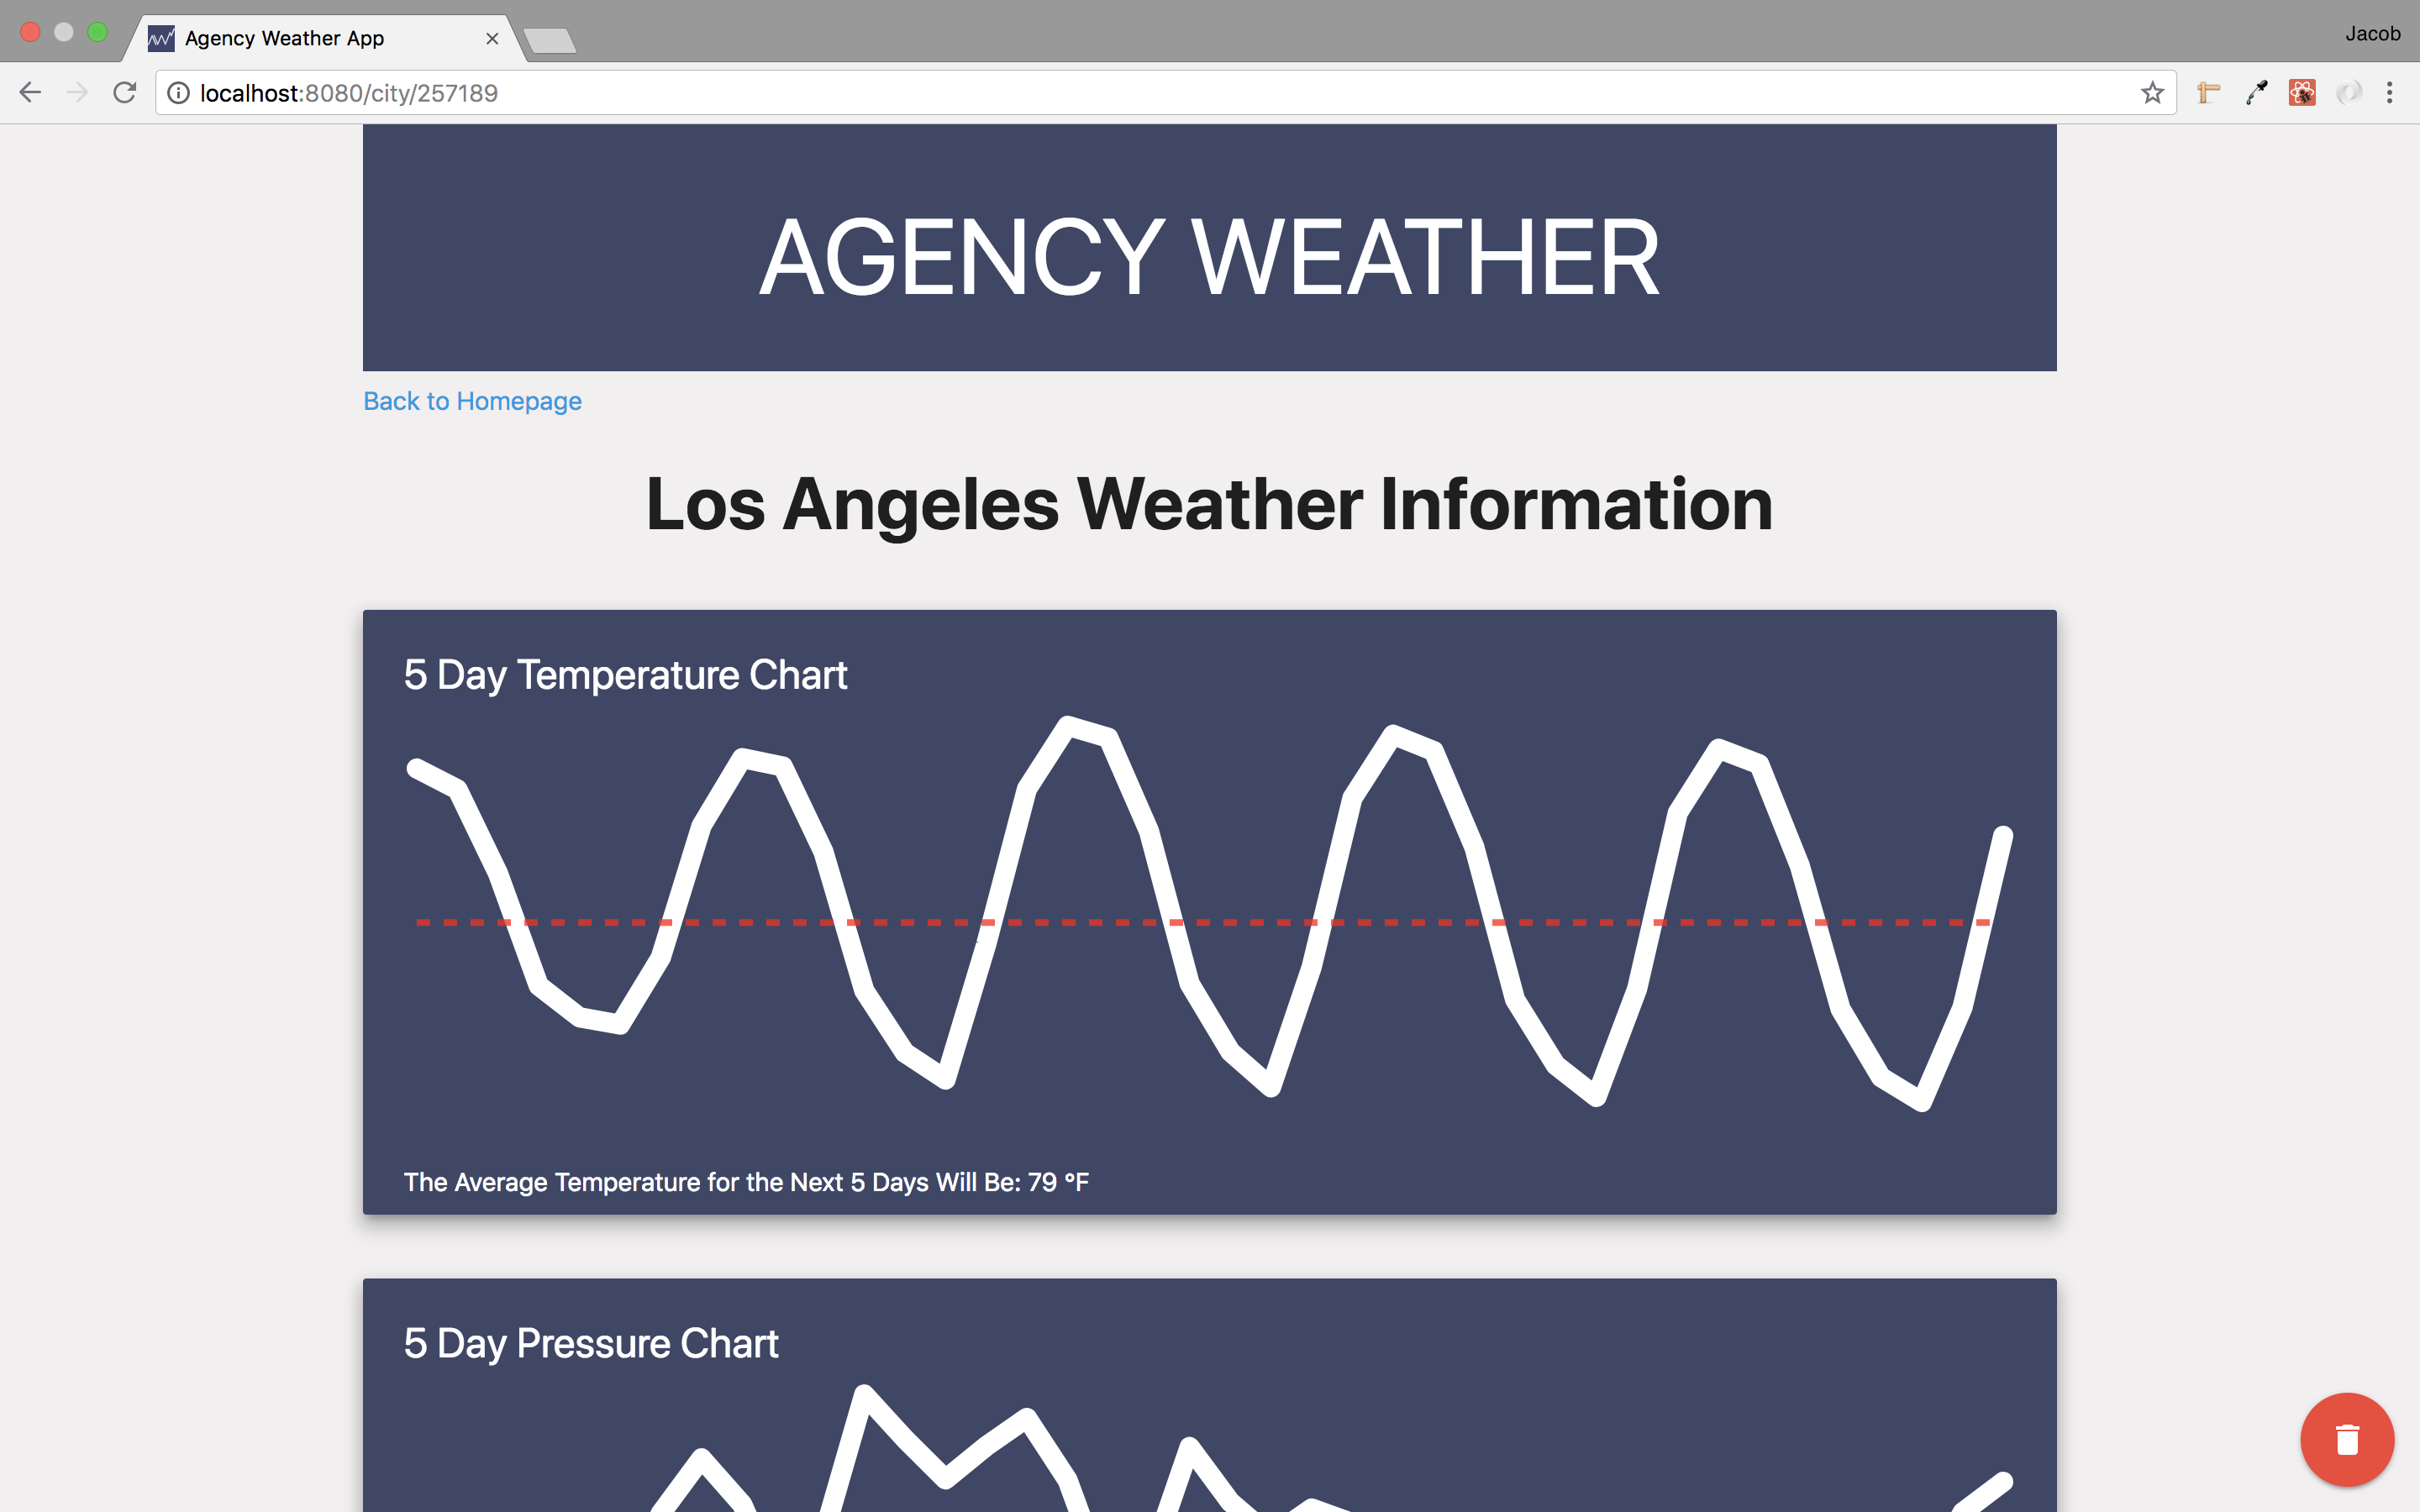 Agency Weather App
Jacob
localhost:8080/city/257189
AGENCY WEATHER
Back to Homepage
Los Angeles Weather Information
5 Day Temperature Chart
The Average Temperature for the Next 5 Days Will Be: 79 °F
5 Day Pressure Chart